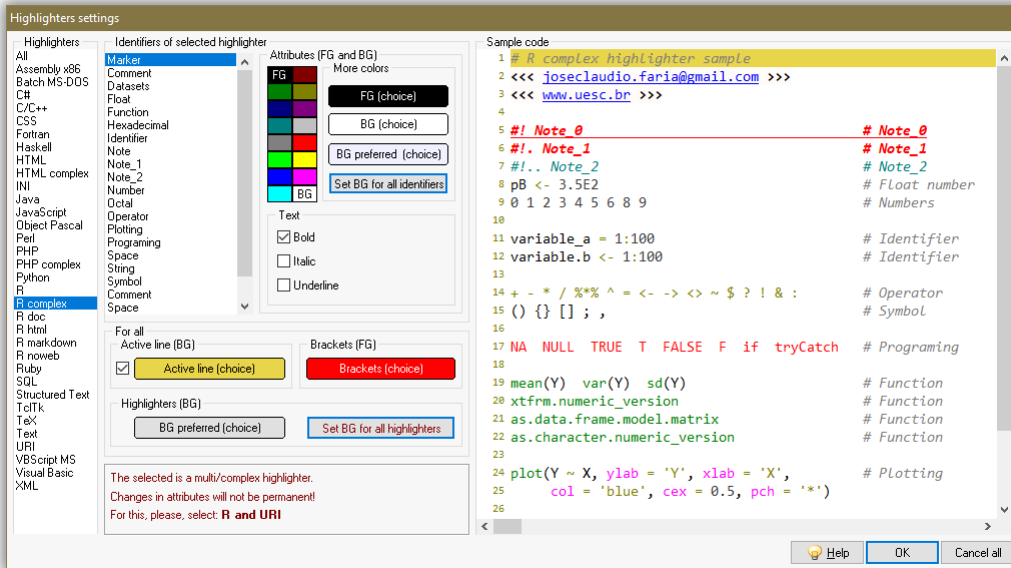 Highlighters settings
Highlighters
All
Assembly x86
Batch MS-DOS
C#
C/C++
CSS
Fortran
Haskell
HTML
HTML complex
INI
Java
JavaScript
Object Pascal
Perl
PHP
PHP complex
Python
R
R complex
R doc
R html
R markdown
R noweb
Ruby
SQL
Structured Text
TclTk
TeX
Text
URI
VBScript MS
Visual Basic
XML
Identifiers of selected highlighter
Marker
Comment
Datasets
Float
Function
Hexadecimal
Identifier
Note
Note_1
Note_2
Number
Octal
Operator
Plotting
Programing
Space
String
Symbol
Comment
Space
Attributes (FG and BG)
FG
BG
More colors
FG (choice)
BG (choice)
BG preferred (choice)
Set BG for all identifiers
Text
Bold
Italic
Underline
For all
Active line (BG)
Active line (choice)
Brackets (FG)
Brackets (choice)
Highlighters (BG)
BG preferred (choice)
Set BG for all highlighters
The selected is a multi/complex highlighter.
Changes in attributes will not be permanent!
For this, please, select: R and URI
Sample code
1 # R complex highlighter sample
2 <<< joseclaudio.faria@gmail.com >>>
3 <<< www.uesc.br >>>
4
5 #! Note_0 # Note_0
6 #!. Note_1 # Note_1
7 #!.. Note_2 # Note_2
8 pB <- 3.5E2 # Float number
9 0 1 2 3 4 5 6 8 9 # Numbers
10
11 variable_a = 1:100 # Identifier
12 variable.b <- 1:100 # Identifier
13
14 + - * / %*% ^ = <- -> <> ~ $ ? ! & : # Operator
15 () {} [] ; , # Symbol
16
17 NA NULL TRUE T FALSE F if tryCatch # Programing
18
19 mean(Y) var(Y) sd(Y) # Function
20 xtfrm.numeric_version # Function
21 as.data.frame.model.matrix # Function
22 as.character.numeric_version # Function
23
24 plot(Y ~ X, ylab = 'Y', xlab = 'X', # Plotting
25 col = 'blue', cex = 0.5, pch = '*')
26
Help
OK
Cancel all